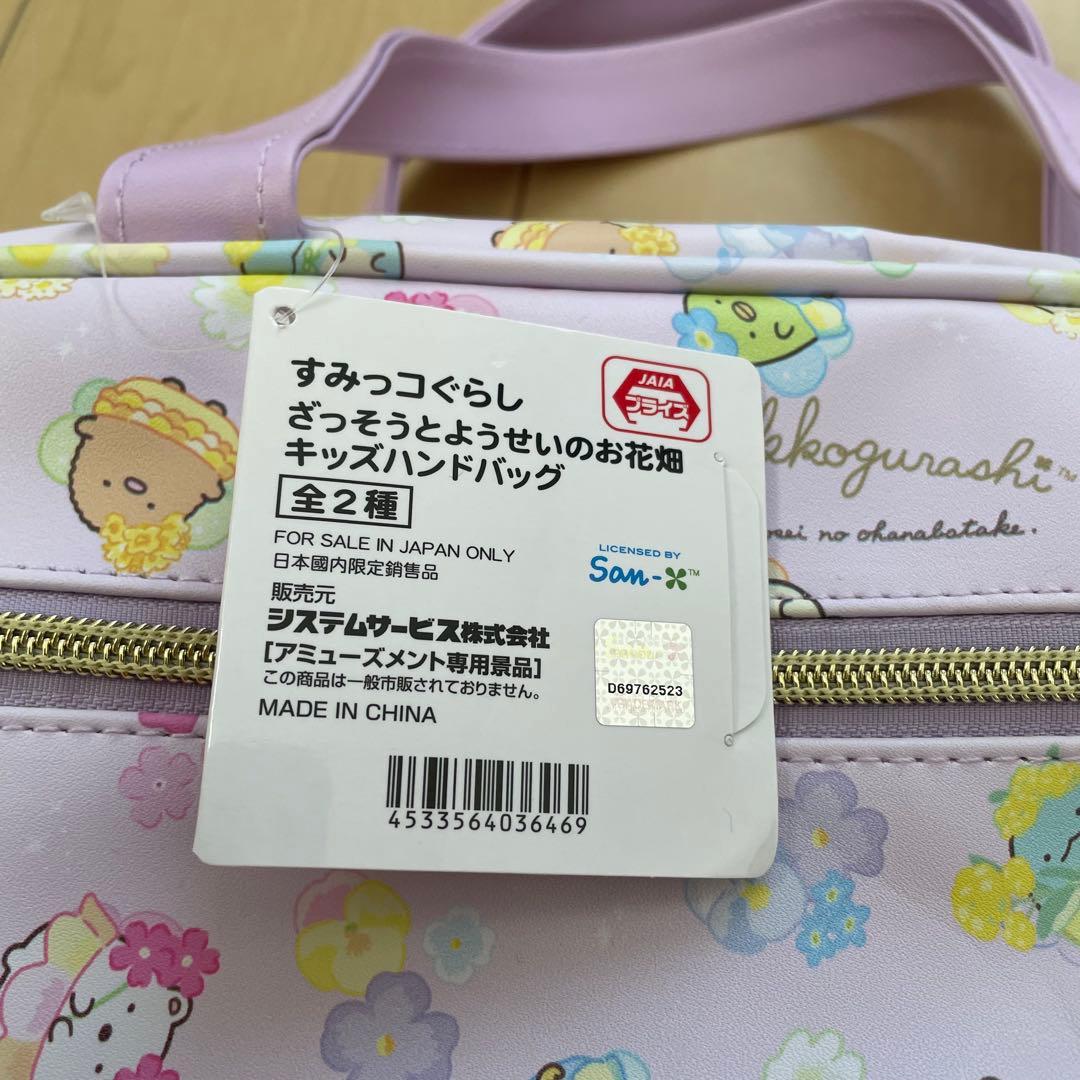 すみっコぐらし
ざっそうとようせいのお花畑
キッズハンドバッグ
全2種
JAIA
プライズ
FOR SALE IN JAPAN ONLY
日本國内限定銷售品
LICENSED BY
San-X™
販売元
システムサービス株式会社
[アミューズメント専用景品]
この商品は一般市販されておりません。
MADE IN CHINA
D69762523
4533564036469
kkogurashi™
sei no ohanabatake.